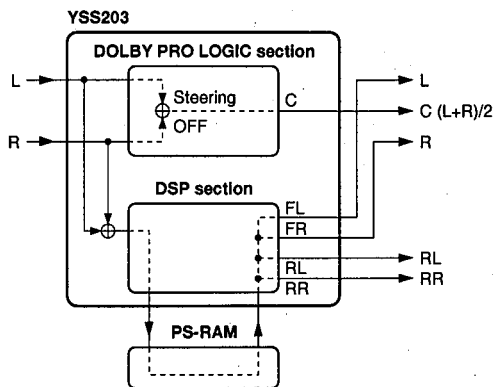 YSS203
DOLBY PRO LOGIC section
L
Steering
C
L
OFF
C (L+R)/2
R
R
DSP section
FL
FR
RL
RL
RR
RR
PS-RAM